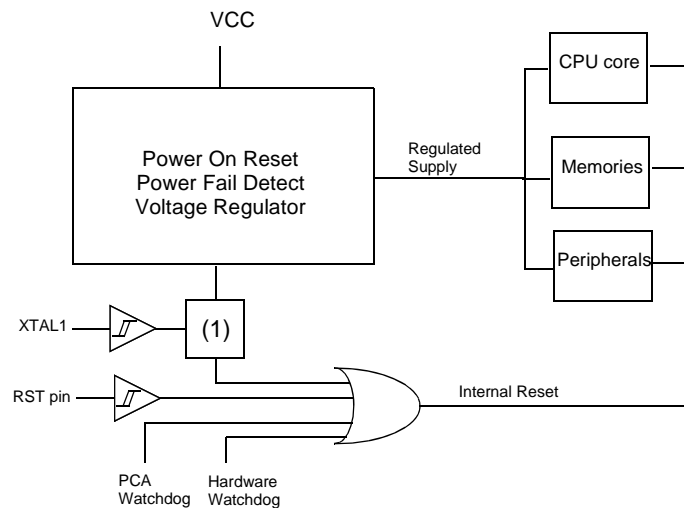 VCC
CPU core
Power On Reset
Power Fail Detect
Voltage Regulator
Regulated
Supply
Memories
Peripherals
XTAL1
(1)
RST pin
Internal Reset
PCA
Watchdog
Hardware
Watchdog